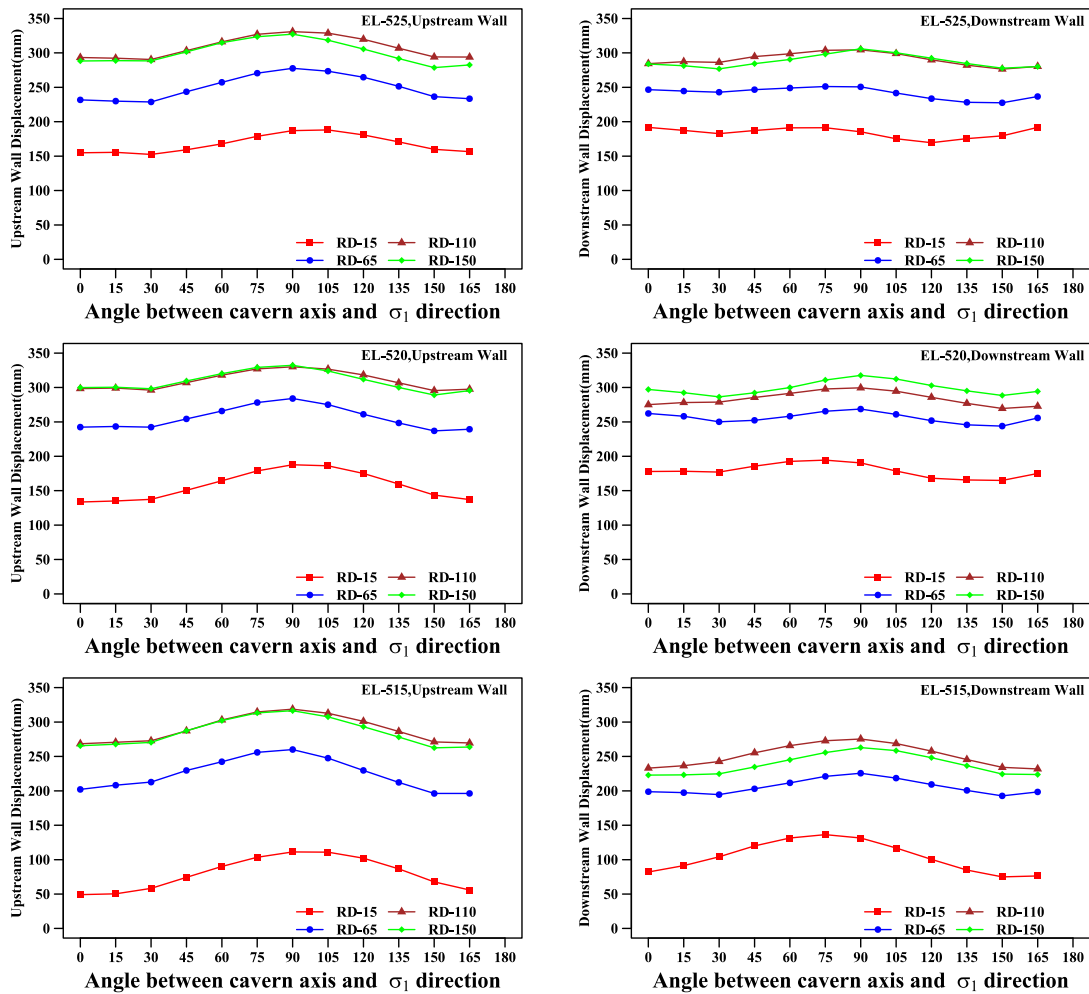 EL-525,Upstream Wall
Upstream Wall Displacement(mm)
350
300
250
200
150
100
50
0
RD-15 RD-110
RD-65 RD-150
0 15 30 45 60 75 90 105 120 135 150 165 180
Angle between cavern axis and σ₁ direction
EL-525,Downstream Wall
Downstream Wall Displacement(mm)
350
300
250
200
150
100
50
0
RD-15 RD-110
RD-65 RD-150
0 15 30 45 60 75 90 105 120 135 150 165 180
Angle between cavern axis and σ₁ direction
EL-520,Upstream Wall
Upstream Wall Displacement(mm)
350
300
250
200
150
100
50
0
RD-15 RD-110
RD-65 RD-150
0 15 30 45 60 75 90 105 120 135 150 165 180
Angle between cavern axis and σ₁ direction
EL-520,Downstream Wall
Downstream Wall Displacement(mm)
350
300
250
200
150
100
50
0
RD-15 RD-110
RD-65 RD-150
0 15 30 45 60 75 90 105 120 135 150 165 180
Angle between cavern axis and σ₁ direction
EL-515,Upstream Wall
Upstream Wall Displacement(mm)
350
300
250
200
150
100
50
0
RD-15 RD-110
RD-65 RD-150
0 15 30 45 60 75 90 105 120 135 150 165 180
Angle between cavern axis and σ₁ direction
EL-515,Downstream Wall
Downstream Wall Displacement(mm)
350
300
250
200
150
100
50
0
RD-15 RD-110
RD-65 RD-150
0 15 30 45 60 75 90 105 120 135 150 165 180
Angle between cavern axis and σ₁ direction